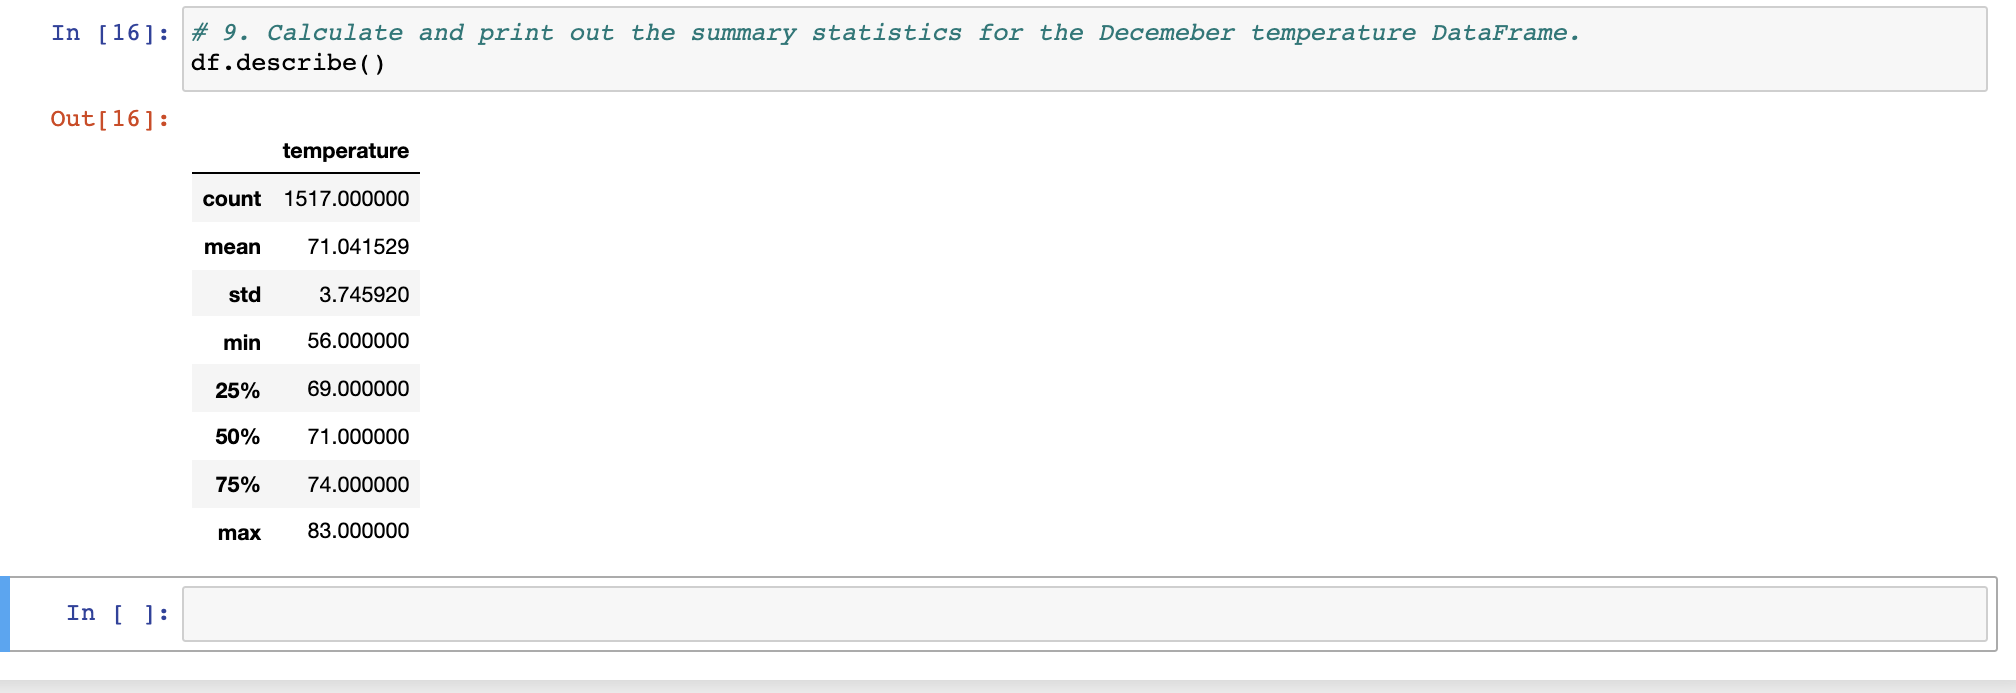 In [16]: # 9. Calculate and print out the summary statistics for the Decemeber temperature DataFrame.
df.describe()
Out[16]:
temperature
count 1517.000000
mean 71.041529
std 3.745920
min 56.000000
25% 69.000000
50% 71.000000
75% 74.000000
max 83.000000
In [ ]: